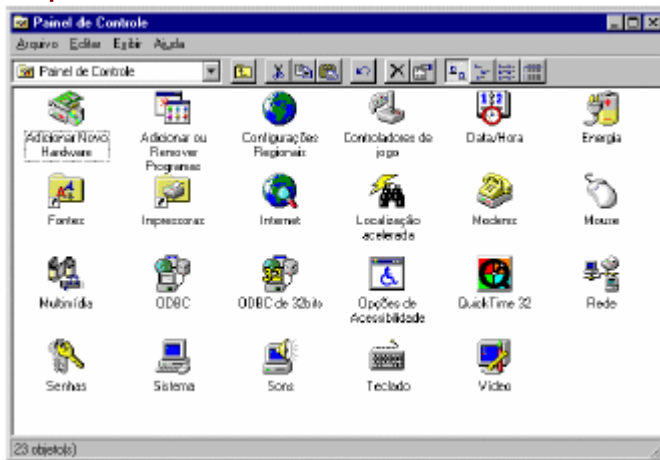 Painel de Controle
Arquivo Editar Exibir Ajuda
Painel de Controle
Adicionar Novo
Hardware
Adicionar ou
Remover
Programas
Configurações
Regionais
Controladores de
jogo
Data/Hora
Energia
Fontes
Impressoras
Internet
Localização
acelerada
Modems
Mouse
Multimídia
ODBC
ODBC de 32bits
Opções de
Acessibilidade
QuickTime 32
Rede
Senhas
Sistema
Sons
Teclado
Vídeo
23 objeto(s)